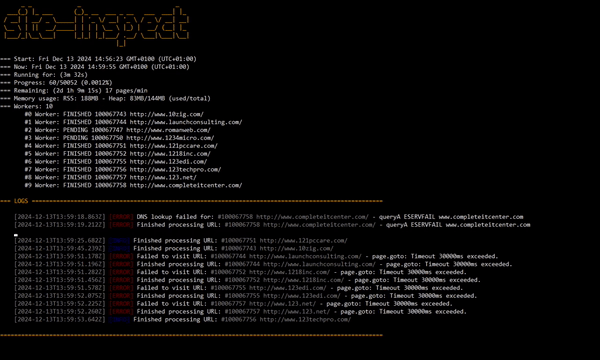 site-inspect
=== Start: Fri Dec 13 2024 14:56:23 GMT+0100 (UTC+01:00)
=== Now: Fri Dec 13 2024 14:59:55 GMT+0100 (UTC+01:00)
=== Running for: (3m 32s)
=== Progress: 60/50052 (0.0012%)
=== Remaining: (2d 1h 9m 15s) 17 pages/min
=== Memory usage: RSS: 188MB - Heap: 83MB/144MB (used/total)
=== Workers: 10
#0 Worker: FINISHED 100067743 http://www.10zig.com/
#1 Worker: FINISHED 100067744 http://www.launchconsulting.com/
#2 Worker: PENDING 100067747 http://www.romanweb.com/
#3 Worker: PENDING 100067750 http://www.1234micro.com/
#4 Worker: FINISHED 100067751 http://www.121pccare.com/
#5 Worker: FINISHED 100067752 http://www.1218inc.com/
#6 Worker: FINISHED 100067755 http://www.123edi.com/
#7 Worker: FINISHED 100067756 http://www.123techpro.com/
#8 Worker: FINISHED 100067757 http://www.123.net/
#9 Worker: FINISHED 100067758 http://www.completeitcenter.com/
=== LOGS ===
[2024-12-13T13:59:18.863Z] [ERROR] DNS lookup failed for: #100067758 http://www.completeitcenter.com/ - queryA ESERVFAIL www.completeitcenter.com
[2024-12-13T13:59:19.212Z] [ERROR] Finished processing URL: #100067758 http://www.completeitcenter.com/ - queryA ESERVFAIL www.completeitcenter.com
[2024-12-13T13:59:25.682Z] Finished processing URL: #100067751 http://www.121pccare.com/
[2024-12-13T13:59:45.239Z] Finished processing URL: #100067743 http://www.10zig.com/
[2024-12-13T13:59:51.178Z] [ERROR] Failed to visit URL: #100067744 http://www.launchconsulting.com/ - page.goto: Timeout 30000ms exceeded.
[2024-12-13T13:59:51.196Z] [ERROR] Finished processing URL: #100067744 http://www.launchconsulting.com/ - page.goto: Timeout 30000ms exceeded.
[2024-12-13T13:59:51.282Z] [ERROR] Failed to visit URL: #100067752 http://www.1218inc.com/ - page.goto: Timeout 30000ms exceeded.
[2024-12-13T13:59:51.456Z] [ERROR] Finished processing URL: #100067752 http://www.1218inc.com/ - page.goto: Timeout 30000ms exceeded.
[2024-12-13T13:59:51.578Z] [ERROR] Failed to visit URL: #100067755 http://www.123edi.com/ - page.goto: Timeout 30000ms exceeded.
[2024-12-13T13:59:52.208Z] [ERROR] Finished processing URL: #100067755 http://www.123edi.com/ - page.goto: Timeout 30000ms exceeded.
[2024-12-13T13:59:52.225Z] [ERROR] Failed to visit URL: #100067757 http://www.123.net/ - page.goto: Timeout 30000ms exceeded.
[2024-12-13T13:59:52.260Z] [ERROR] Finished processing URL: #100067757 http://www.123.net/ - page.goto: Timeout 30000ms exceeded.
[2024-12-13T13:59:53.642Z] Finished processing URL: #100067756 http://www.123techpro.com/